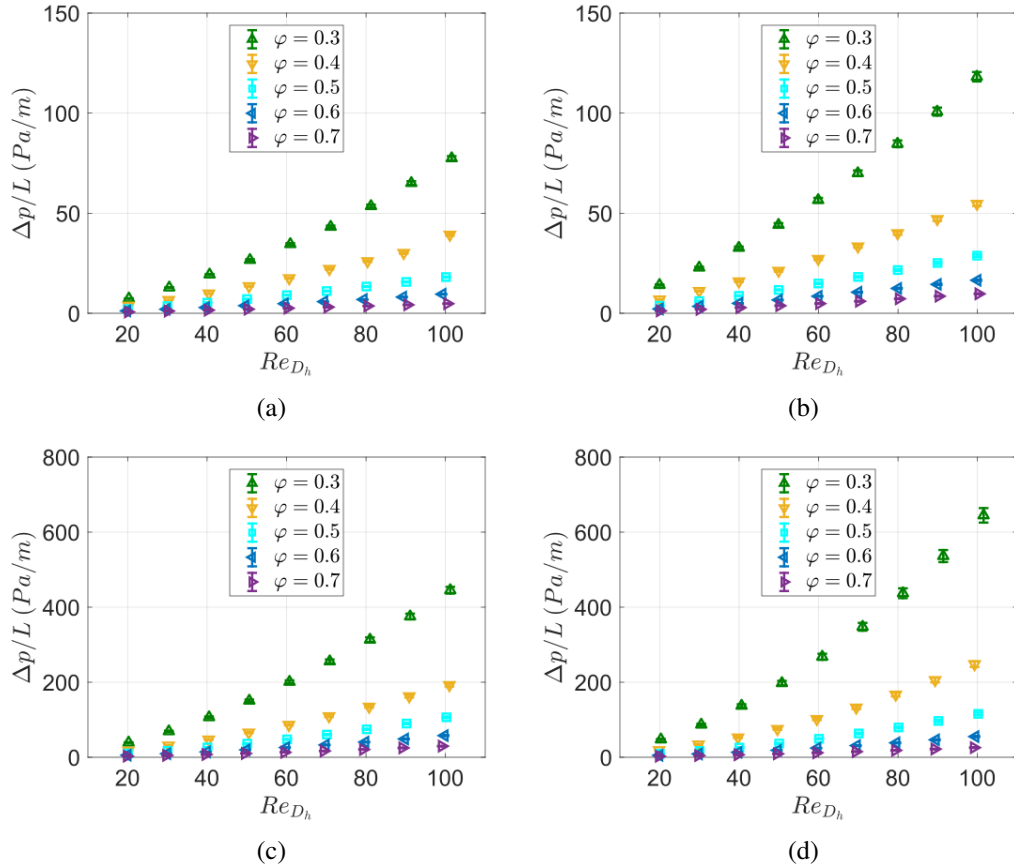 150
100
50
0
Δp/L (Pa/m)
φ = 0.3
φ = 0.4
φ = 0.5
φ = 0.6
φ = 0.7
20 40 60 80 100
Re_{D_h}
(a)
150
100
50
0
Δp/L (Pa/m)
φ = 0.3
φ = 0.4
φ = 0.5
φ = 0.6
φ = 0.7
20 40 60 80 100
Re_{D_h}
(b)
800
600
400
200
0
Δp/L (Pa/m)
φ = 0.3
φ = 0.4
φ = 0.5
φ = 0.6
φ = 0.7
20 40 60 80 100
Re_{D_h}
(c)
800
600
400
200
0
Δp/L (Pa/m)
φ = 0.3
φ = 0.4
φ = 0.5
φ = 0.6
φ = 0.7
20 40 60 80 100
Re_{D_h}
(d)